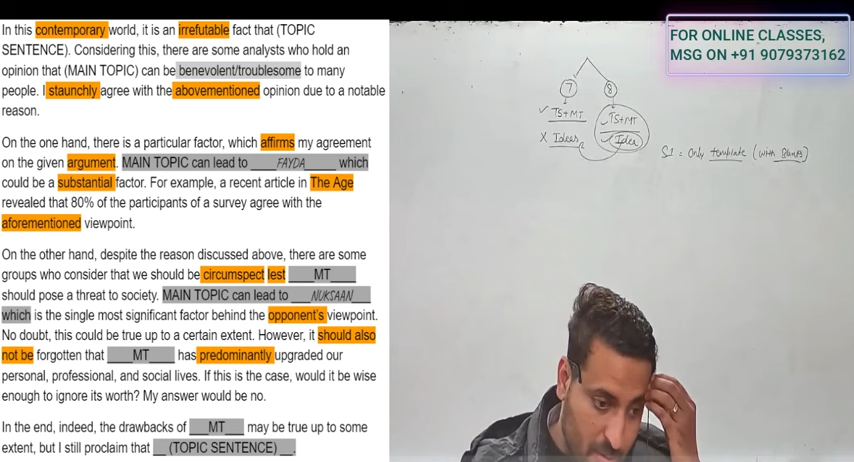 In this contemporary world, it is an irrefutable fact that (TOPIC
SENTENCE). Considering this, there are some analysts who hold an
opinion that (MAIN TOPIC) can be benevolent/troublesome to many
people. I staunchly agree with the abovementioned opinion due to a notable
reason.
On the one hand, there is a particular factor, which affirms my agreement
on the given argument. MAIN TOPIC can lead to ____FAYDA_____ which
could be a substantial factor. For example, a recent article in The Age
revealed that 80% of the participants of a survey agree with the
aforementioned viewpoint.
On the other hand, despite the reason discussed above, there are some
groups who consider that we should be circumspect lest ____MT____
should pose a threat to society. MAIN TOPIC can lead to ___NUKSAAN__
which is the single most significant factor behind the opponent's viewpoint.
No doubt, this could be true up to a certain extent. However, it should also
not be forgotten that ____MT____ has predominantly upgraded our
personal, professional, and social lives. If this is the case, would it be wise
enough to ignore its worth? My answer would be no.
In the end, indeed, the drawbacks of __MT___ may be true up to some
extent, but I still proclaim that __ (TOPIC SENTENCE) __.
FOR ONLINE CLASSES,
MSG ON +91 9079373162
7 8
✓ TS+MT ✓ TS+MT
X Ideas ✓ Idea
SI = Only template (with Blanks)